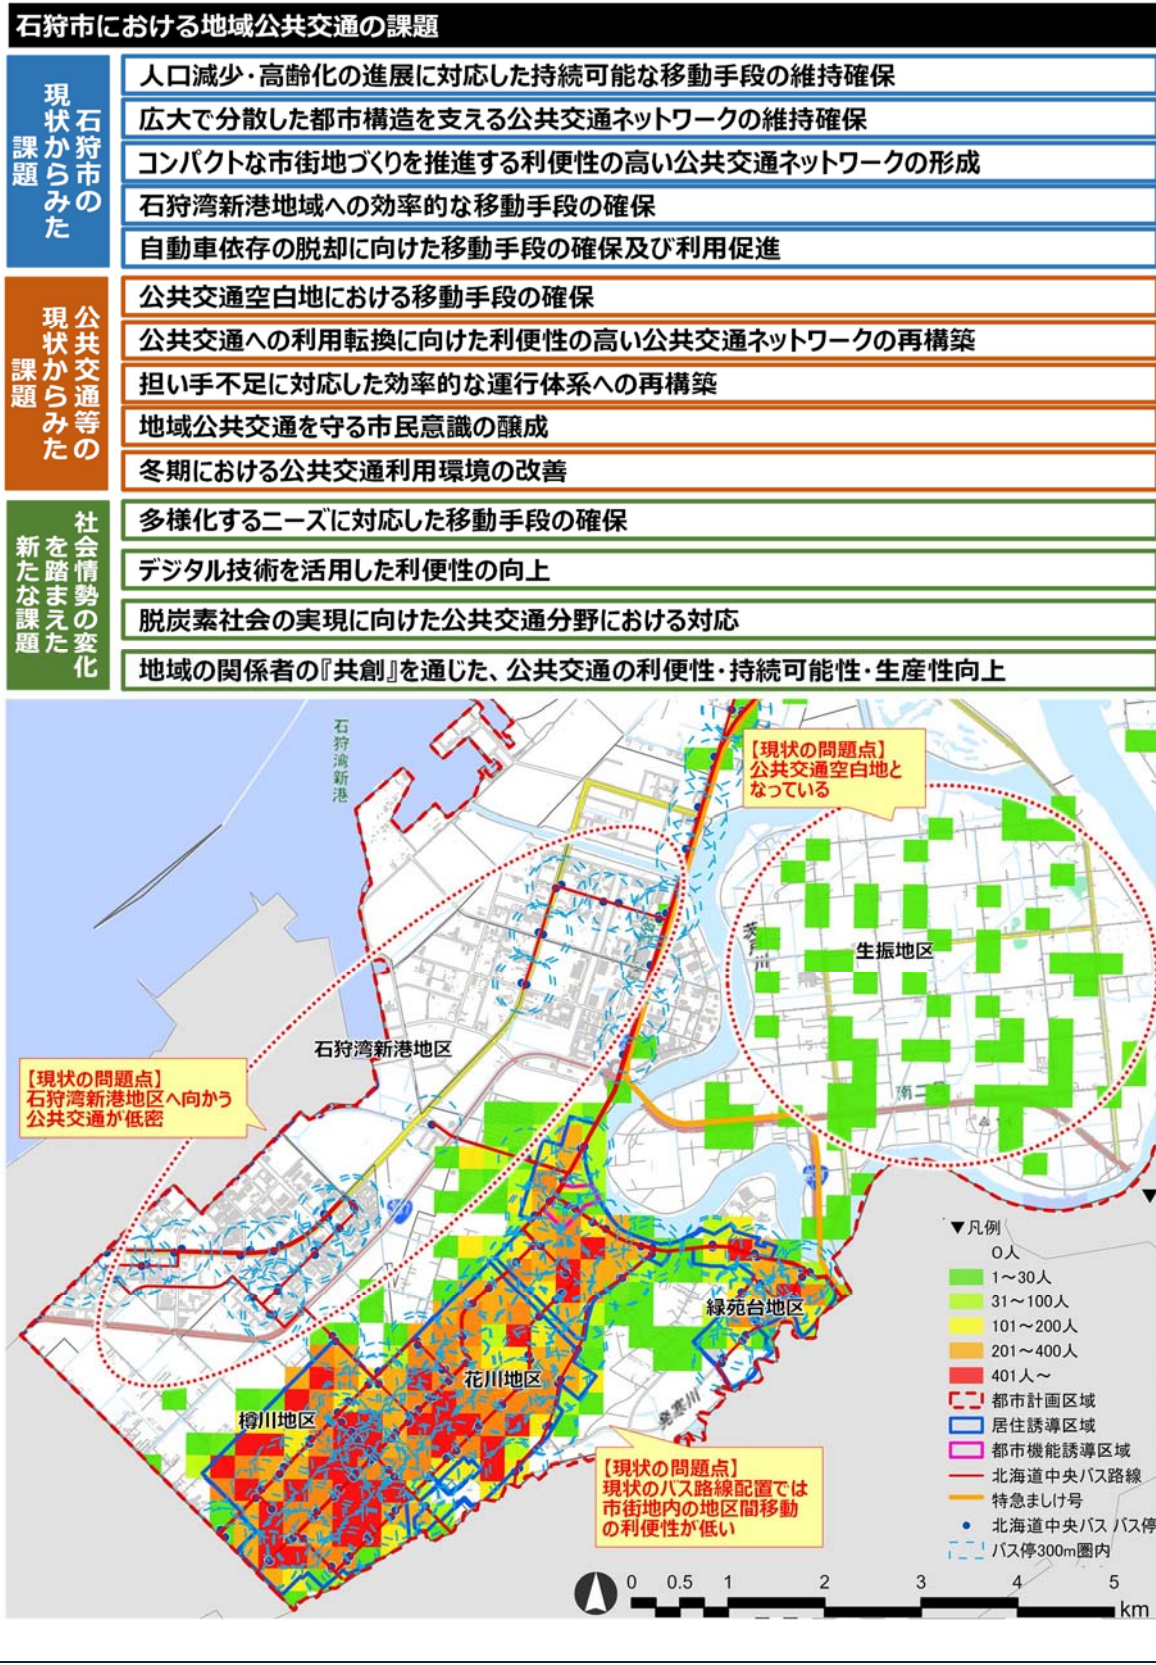 石狩市における地域公共交通の課題
石狩市の
現状からみた
課題
人口減少・高齢化の進展に対応した持続可能な移動手段の維持確保
広大で分散した都市構造を支える公共交通ネットワークの維持確保
コンパクトな市街地づくりを推進する利便性の高い公共交通ネットワークの形成
石狩湾新港地域への効率的な移動手段の確保
自動車依存の脱却に向けた移動手段の確保及び利用促進
公共交通等の
現状からみた
課題
公共交通空白地における移動手段の確保
公共交通への利用転換に向けた利便性の高い公共交通ネットワークの再構築
担い手不足に対応した効率的な運行体系への再構築
地域公共交通を守る市民意識の醸成
冬期における公共交通利用環境の改善
社会情勢の変化
を踏まえた
新たな課題
多様化するニーズに対応した移動手段の確保
デジタル技術を活用した利便性の向上
脱炭素社会の実現に向けた公共交通分野における対応
地域の関係者の『共創』を通じた、公共交通の利便性・持続可能性・生産性向上
石狩湾新港
【現状の問題点】
公共交通空白地と
なっている
茨戸川
生振地区
石狩湾新港地区
【現状の問題点】
石狩湾新港地区へ向かう
公共交通が低密
南二号
緑苑台地区
花川地区
樽川地区
発寒川
【現状の問題点】
現状のバス路線配置では
市街地内の地区間移動
の利便性が低い
▼
▼凡例
0人
1～30人
31～100人
101～200人
201～400人
401人～
都市計画区域
居住誘導区域
都市機能誘導区域
北海道中央バス路線
特急ましけ号
北海道中央バス バス停
バス停300m圏内
0 0.5 1 2 3 4 5
km